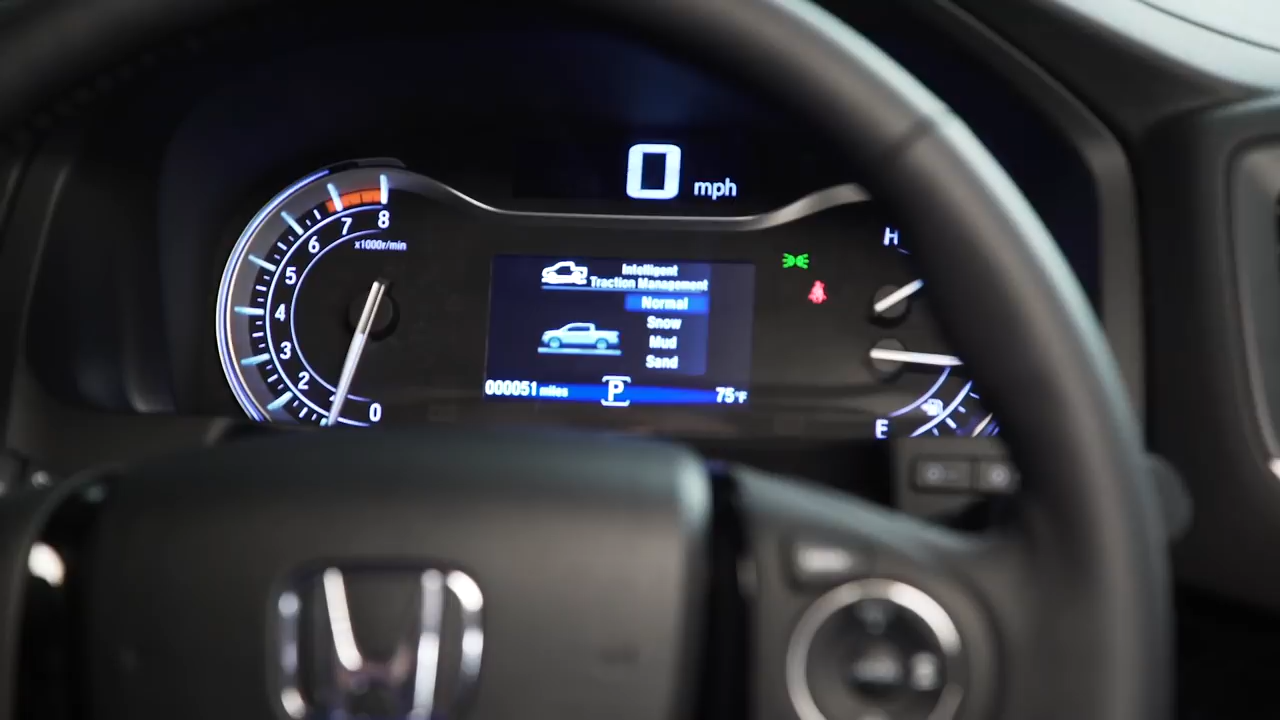 0 mph
8
7
6
5
4
3
2
0
x1000r/min
Intelligent
Traction Management
Normal
Snow
Mud
Sand
000051 miles
P
75°F
H
E